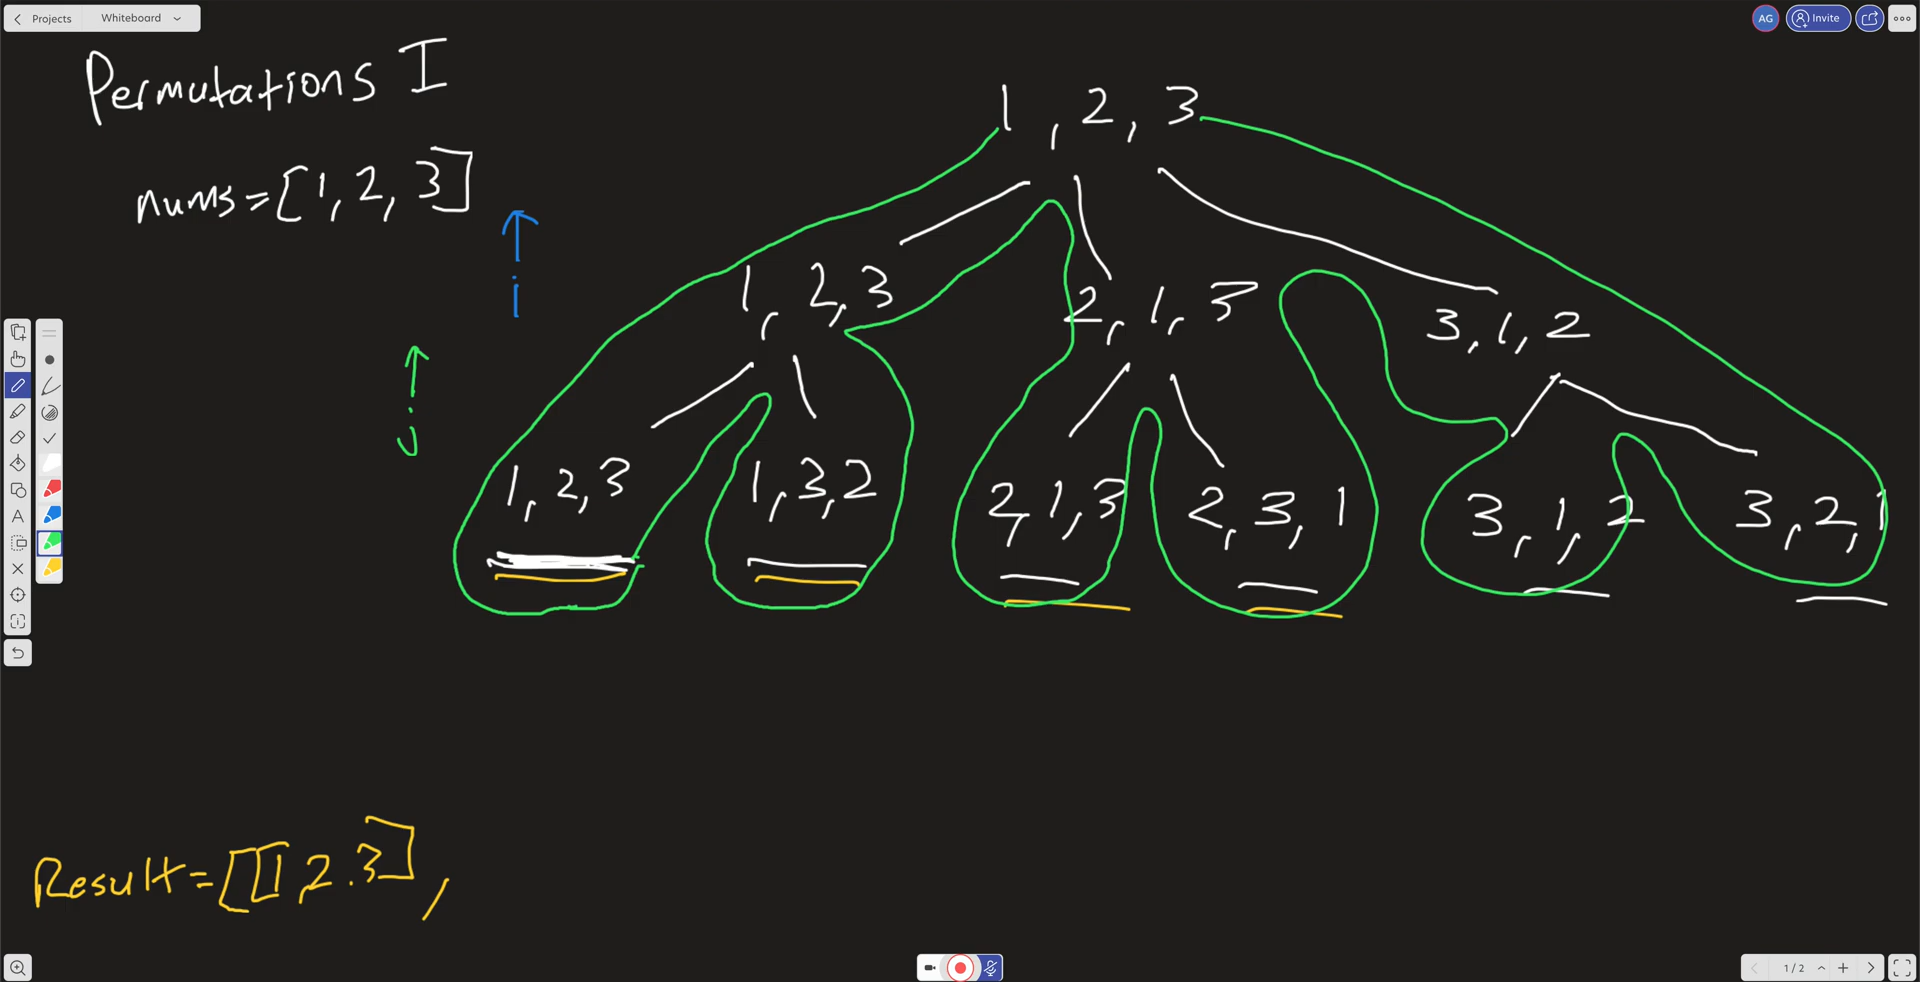 Projects Whiteboard
AG Invite
Permutations I
nums=[1,2,3]
i
j
1,2,3
1,2,3
2,1,3
3,1,2
1,2,3
1,3,2
2,1,3
2,3,1
3,1,2
3,2,1
A
Result=[[1,2.3],
1/2